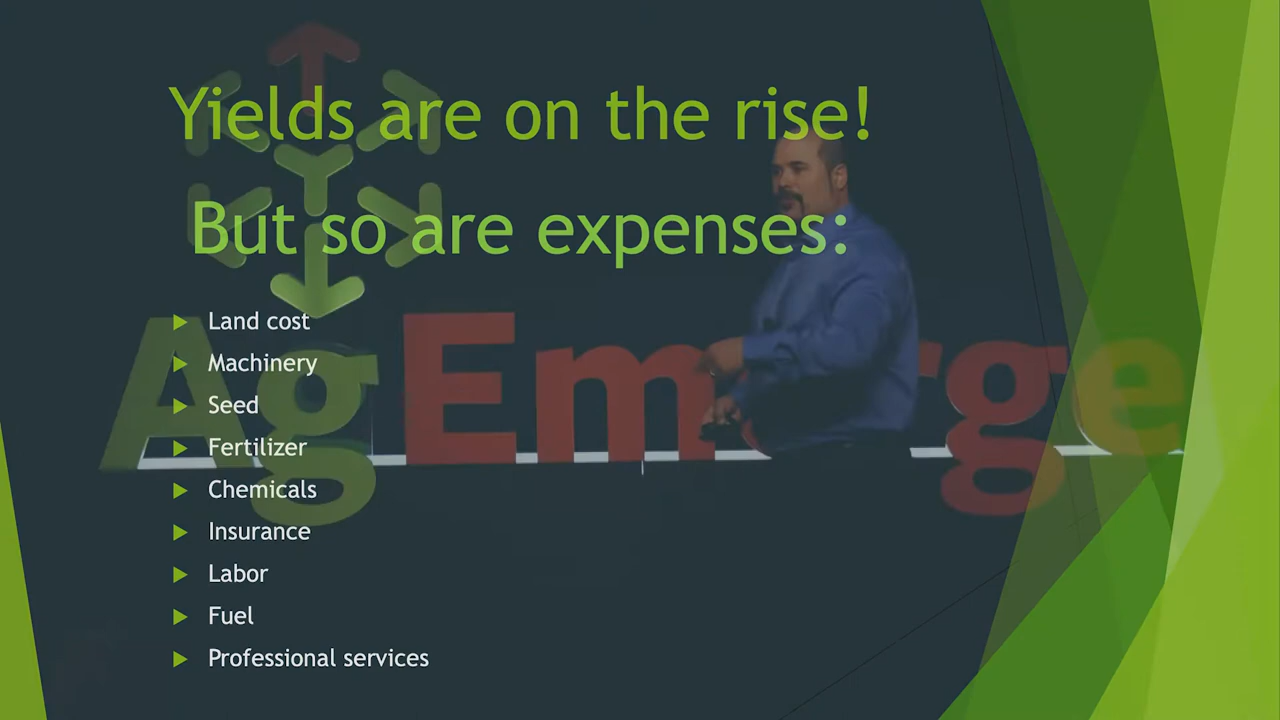 Yields are on the rise!
But so are expenses:
Land cost
Machinery
Seed
Fertilizer
Chemicals
Insurance
Labor
Fuel
Professional services
AgEmerge